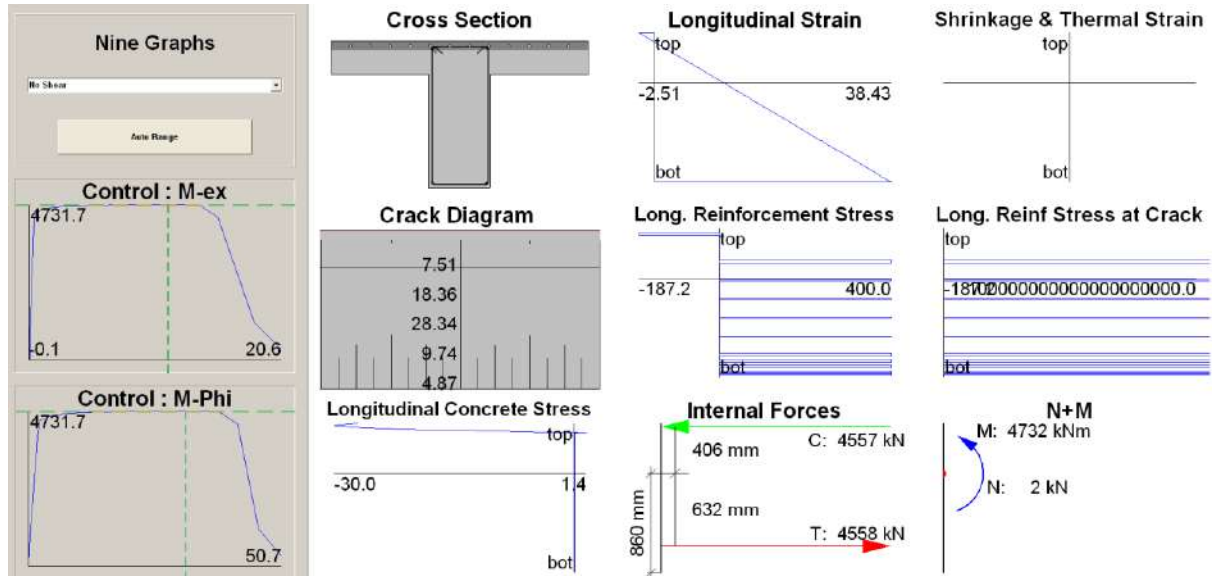 Nine Graphs
No Shear
Auto Range
Control : M-ex
4731.7
-0.1
20.6
Control : M-Phi
4731.7
50.7
Cross Section
Crack Diagram
7.51
18.36
28.34
9.74
4.87
Longitudinal Concrete Stress
top
-30.0
1.4
bot
Longitudinal Strain
top
-2.51
38.43
bot
Long. Reinforcement Stress
top
-187.2
400.0
bot
Internal Forces
C: 4557 kN
406 mm
632 mm
860 mm
T: 4558 kN
Shrinkage & Thermal Strain
top
bot
Long. Reinf Stress at Crack
top
bot
N+M
M: 4732 kNm
N: 2 kN